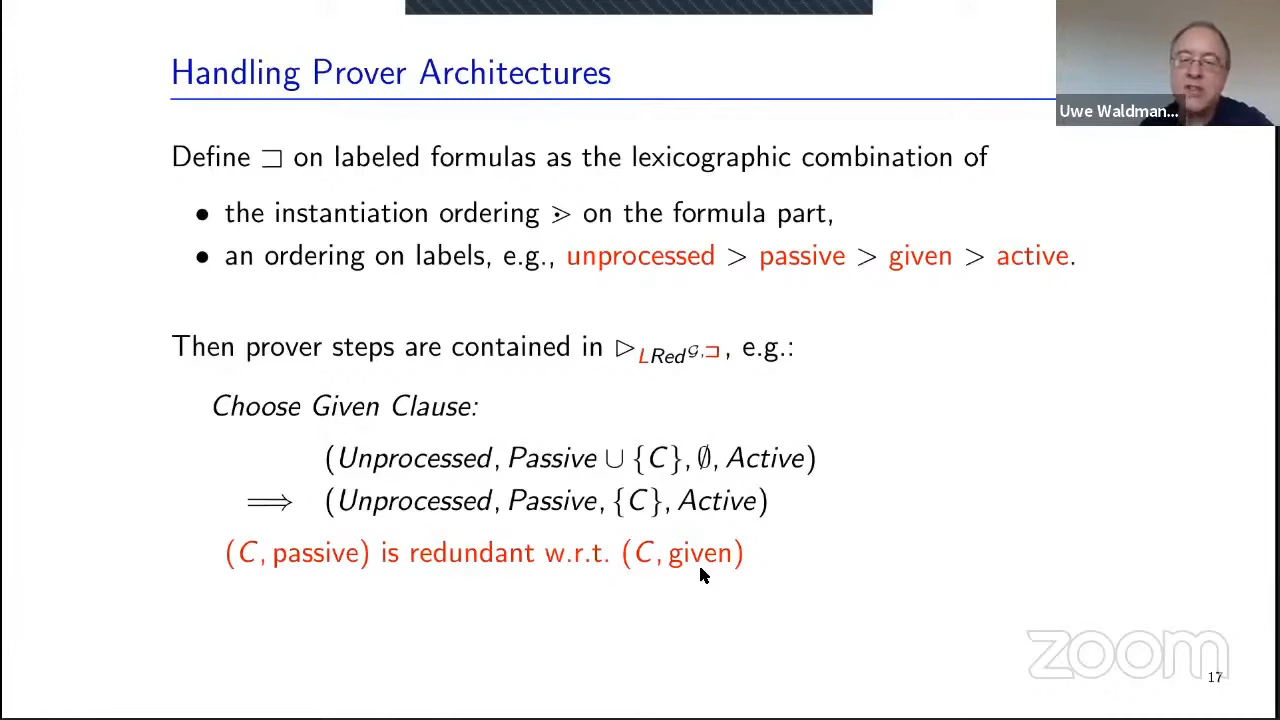 Handling Prover Architectures
Uwe Waldman...
Define ⊐ on labeled formulas as the lexicographic combination of
• the instantiation ordering ⋗ on the formula part,
• an ordering on labels, e.g., unprocessed > passive > given > active.
Then prover steps are contained in ▷LRed^𝒢,⊐, e.g.:
Choose Given Clause:
(Unprocessed, Passive ∪ {C}, ∅, Active)
⟹ (Unprocessed, Passive, {C}, Active)
(C, passive) is redundant w.r.t. (C, given)
zoom
17